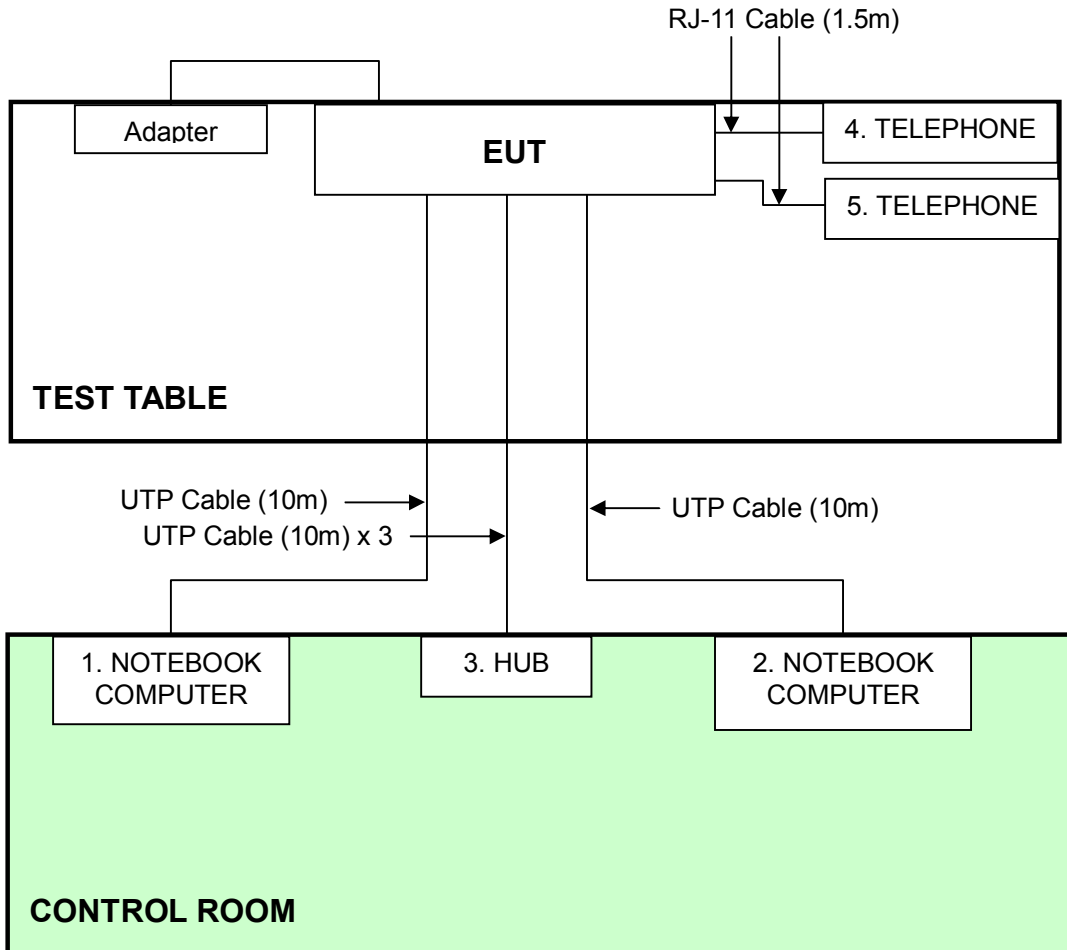 RJ-11 Cable (1.5m)
Adapter
EUT
4. TELEPHONE
5. TELEPHONE
TEST TABLE
UTP Cable (10m)
UTP Cable (10m) x 3
UTP Cable (10m)
1. NOTEBOOK
COMPUTER
3. HUB
2. NOTEBOOK
COMPUTER
CONTROL ROOM